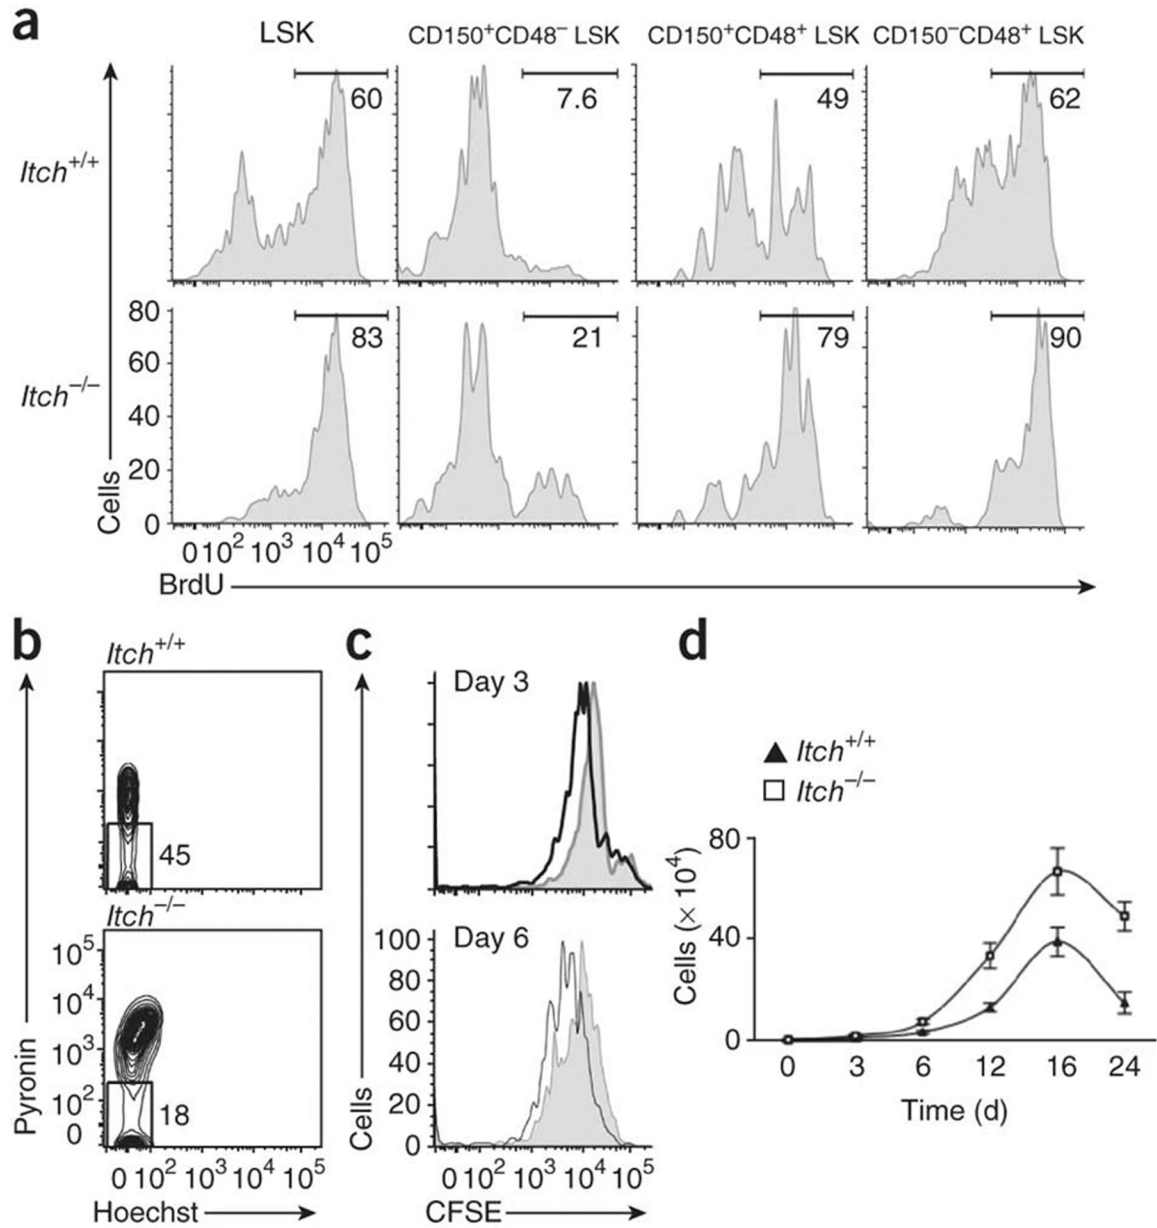 a
LSK
CD150⁺CD48⁻ LSK
CD150⁺CD48⁺ LSK
CD150⁻CD48⁺ LSK
Itch⁺/⁺
60
7.6
49
62
Itch⁻/⁻
83
21
79
90
80
60
40
20
0
Cells
0 10² 10³ 10⁴ 10⁵
BrdU
b
Itch⁺/⁺
45
Itch⁻/⁻
18
10⁵
10⁴
10³
10²
0
Pyronin
0 10² 10³ 10⁴ 10⁵
Hoechst
c
Day 3
Day 6
100
80
60
40
20
0
Cells
0 10² 10³ 10⁴ 10⁵
CFSE
d
Itch⁺/⁺
Itch⁻/⁻
80
40
0
Cells (× 10⁴)
0 3 6 12 16 24
Time (d)